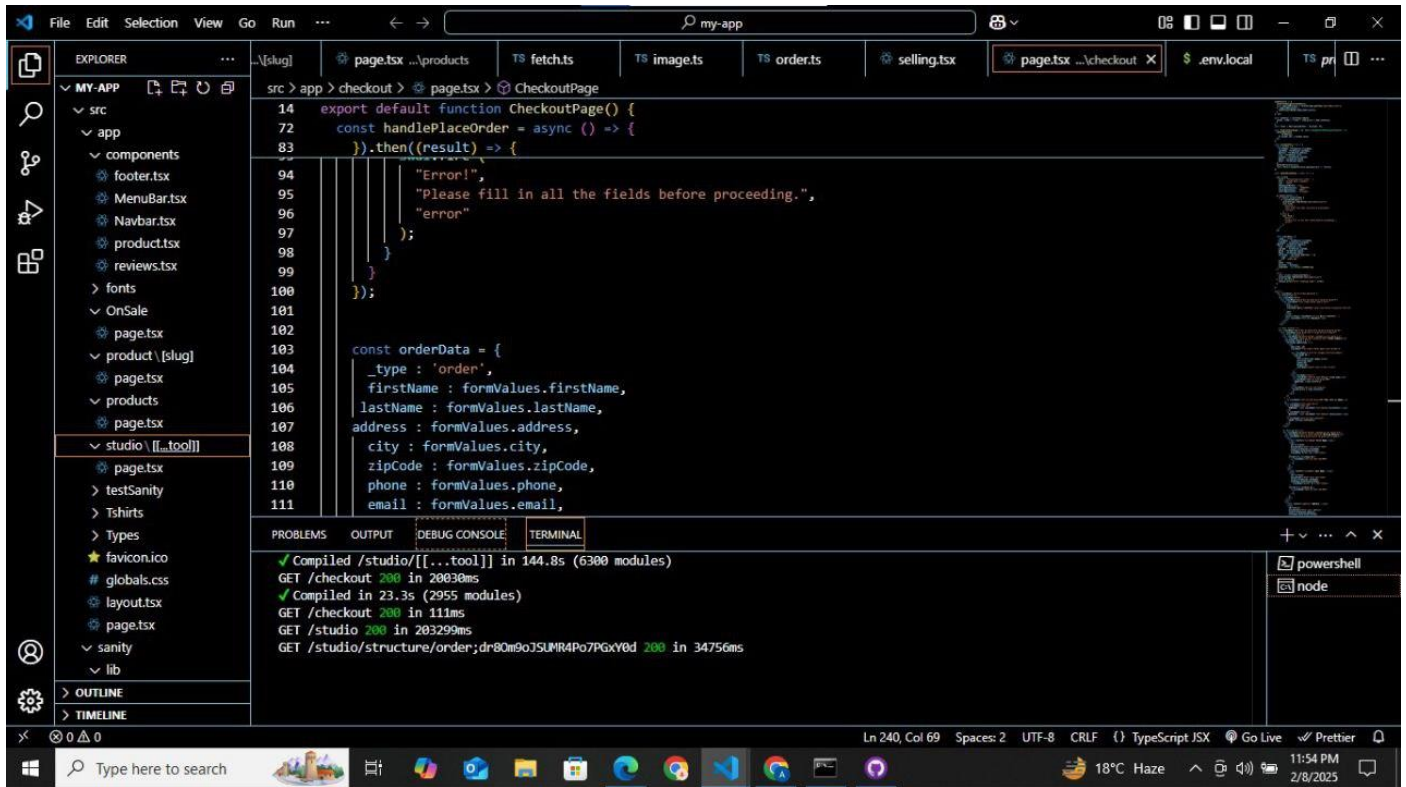 File Edit Selection View Go Run ··· ← → my-app
EXPLORER ···
MY-APP
src
app
components
footer.tsx
MenuBar.tsx
Navbar.tsx
product.tsx
reviews.tsx
fonts
OnSale
page.tsx
product\[slug]
page.tsx
products
page.tsx
studio\[[...tool]]
page.tsx
testSanity
Tshirts
Types
favicon.ico
globals.css
layout.tsx
page.tsx
sanity
lib
OUTLINE
TIMELINE
..\[slug] page.tsx ...\products TS fetch.ts TS image.ts TS order.ts selling.tsx page.tsx ...\checkout $ .env.local TS
src > app > checkout > page.tsx > CheckoutPage
14 export default function CheckoutPage() {
72 const handlePlaceOrder = async () => {
83 }).then((result) => {
94 "Error!",
95 "Please fill in all the fields before proceeding.",
96 "error"
97 );
98 }
99 }
100 });
101
102
103 const orderData = {
104 _type : 'order',
105 firstName : formValues.firstName,
106 lastName : formValues.lastName,
107 address : formValues.address,
108 city : formValues.city,
109 zipCode : formValues.zipCode,
110 phone : formValues.phone,
111 email : formValues.email,
PROBLEMS OUTPUT DEBUG CONSOLE TERMINAL
✓ Compiled /studio/[[...tool]] in 144.8s (6300 modules)
GET /checkout 200 in 20030ms
✓ Compiled in 23.3s (2955 modules)
GET /checkout 200 in 111ms
GET /studio 200 in 203299ms
GET /studio/structure/order;dr8Om9oJSUMR4Po7PGxY0d 200 in 34756ms
powershell
node
0 0 Ln 240, Col 69 Spaces: 2 UTF-8 CRLF {} TypeScript JSX Go Live Prettier
Type here to search 18°C Haze 11:54 PM
2/8/2025